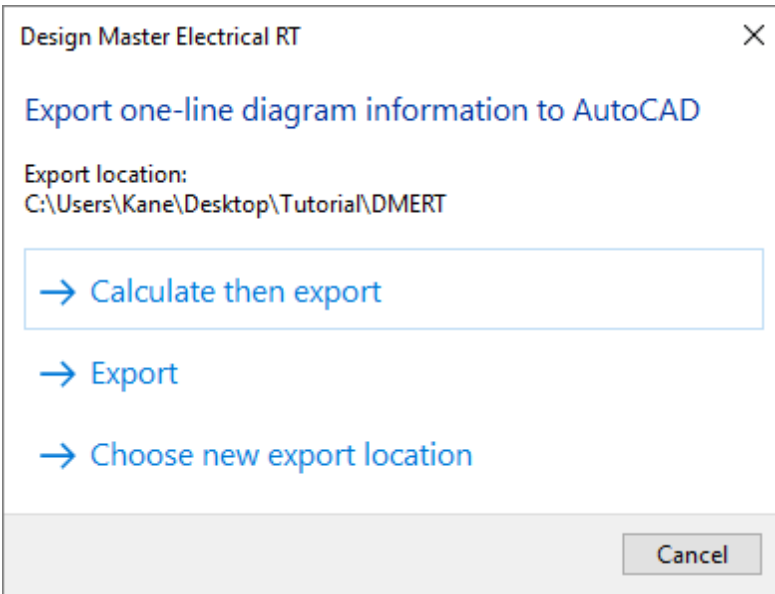 Design Master Electrical RT
Export one-line diagram information to AutoCAD
Export location:
C:\Users\Kane\Desktop\Tutorial\DMERT
Calculate then export
Export
Choose new export location
Cancel